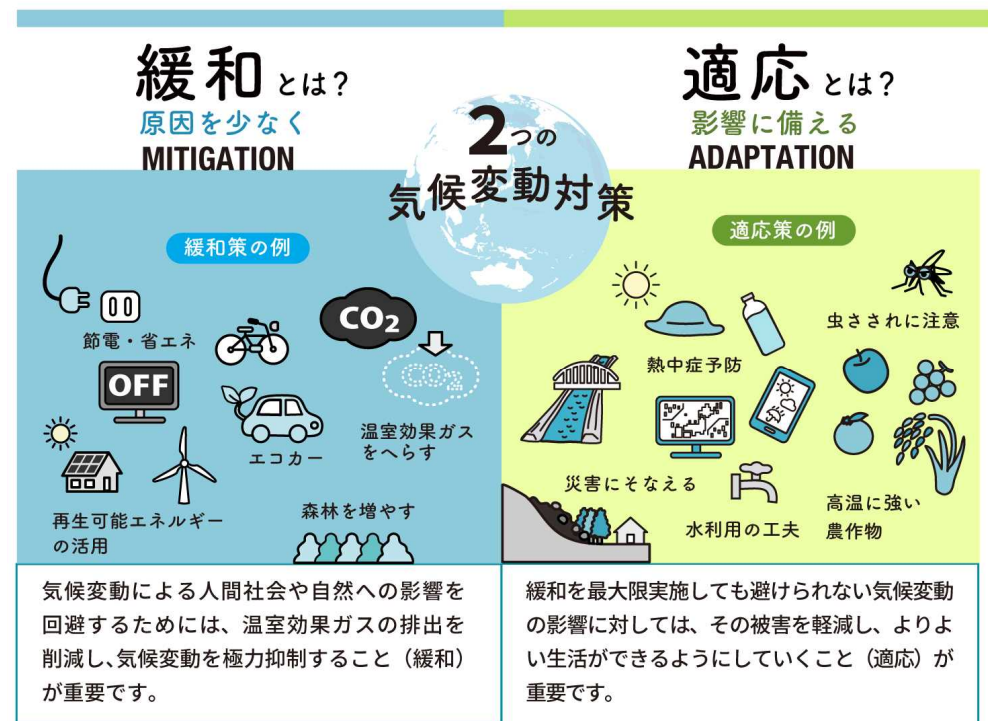 緩和とは?
原因を少なく
MITIGATION
2つの
気候変動対策
適応とは?
影響に備える
ADAPTATION
緩和策の例
節電・省エネ
OFF
CO2
CO2
温室効果ガス
をへらす
エコカー
再生可能エネルギー
の活用
森林を増やす
気候変動による人間社会や自然への影響を
回避するためには、温室効果ガスの排出を
削減し、気候変動を極力抑制すること(緩和)
が重要です。
適応策の例
虫さされに注意
熱中症予防
災害にそなえる
水利用の工夫
高温に強い
農作物
緩和を最大限実施しても避けられない気候変動
の影響に対しては、その被害を軽減し、よりよ
い生活ができるようにしていくこと(適応)が
重要です。